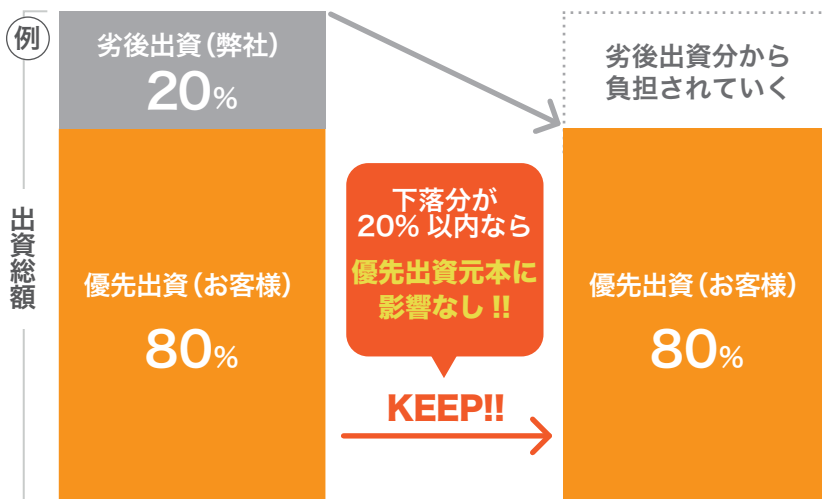 例
出資総額
劣後出資（弊社）
20%
優先出資（お客様）
80%
下落分が
20% 以内なら
優先出資元本に
影響なし !!
KEEP!!
劣後出資分から
負担されていく
優先出資（お客様）
80%